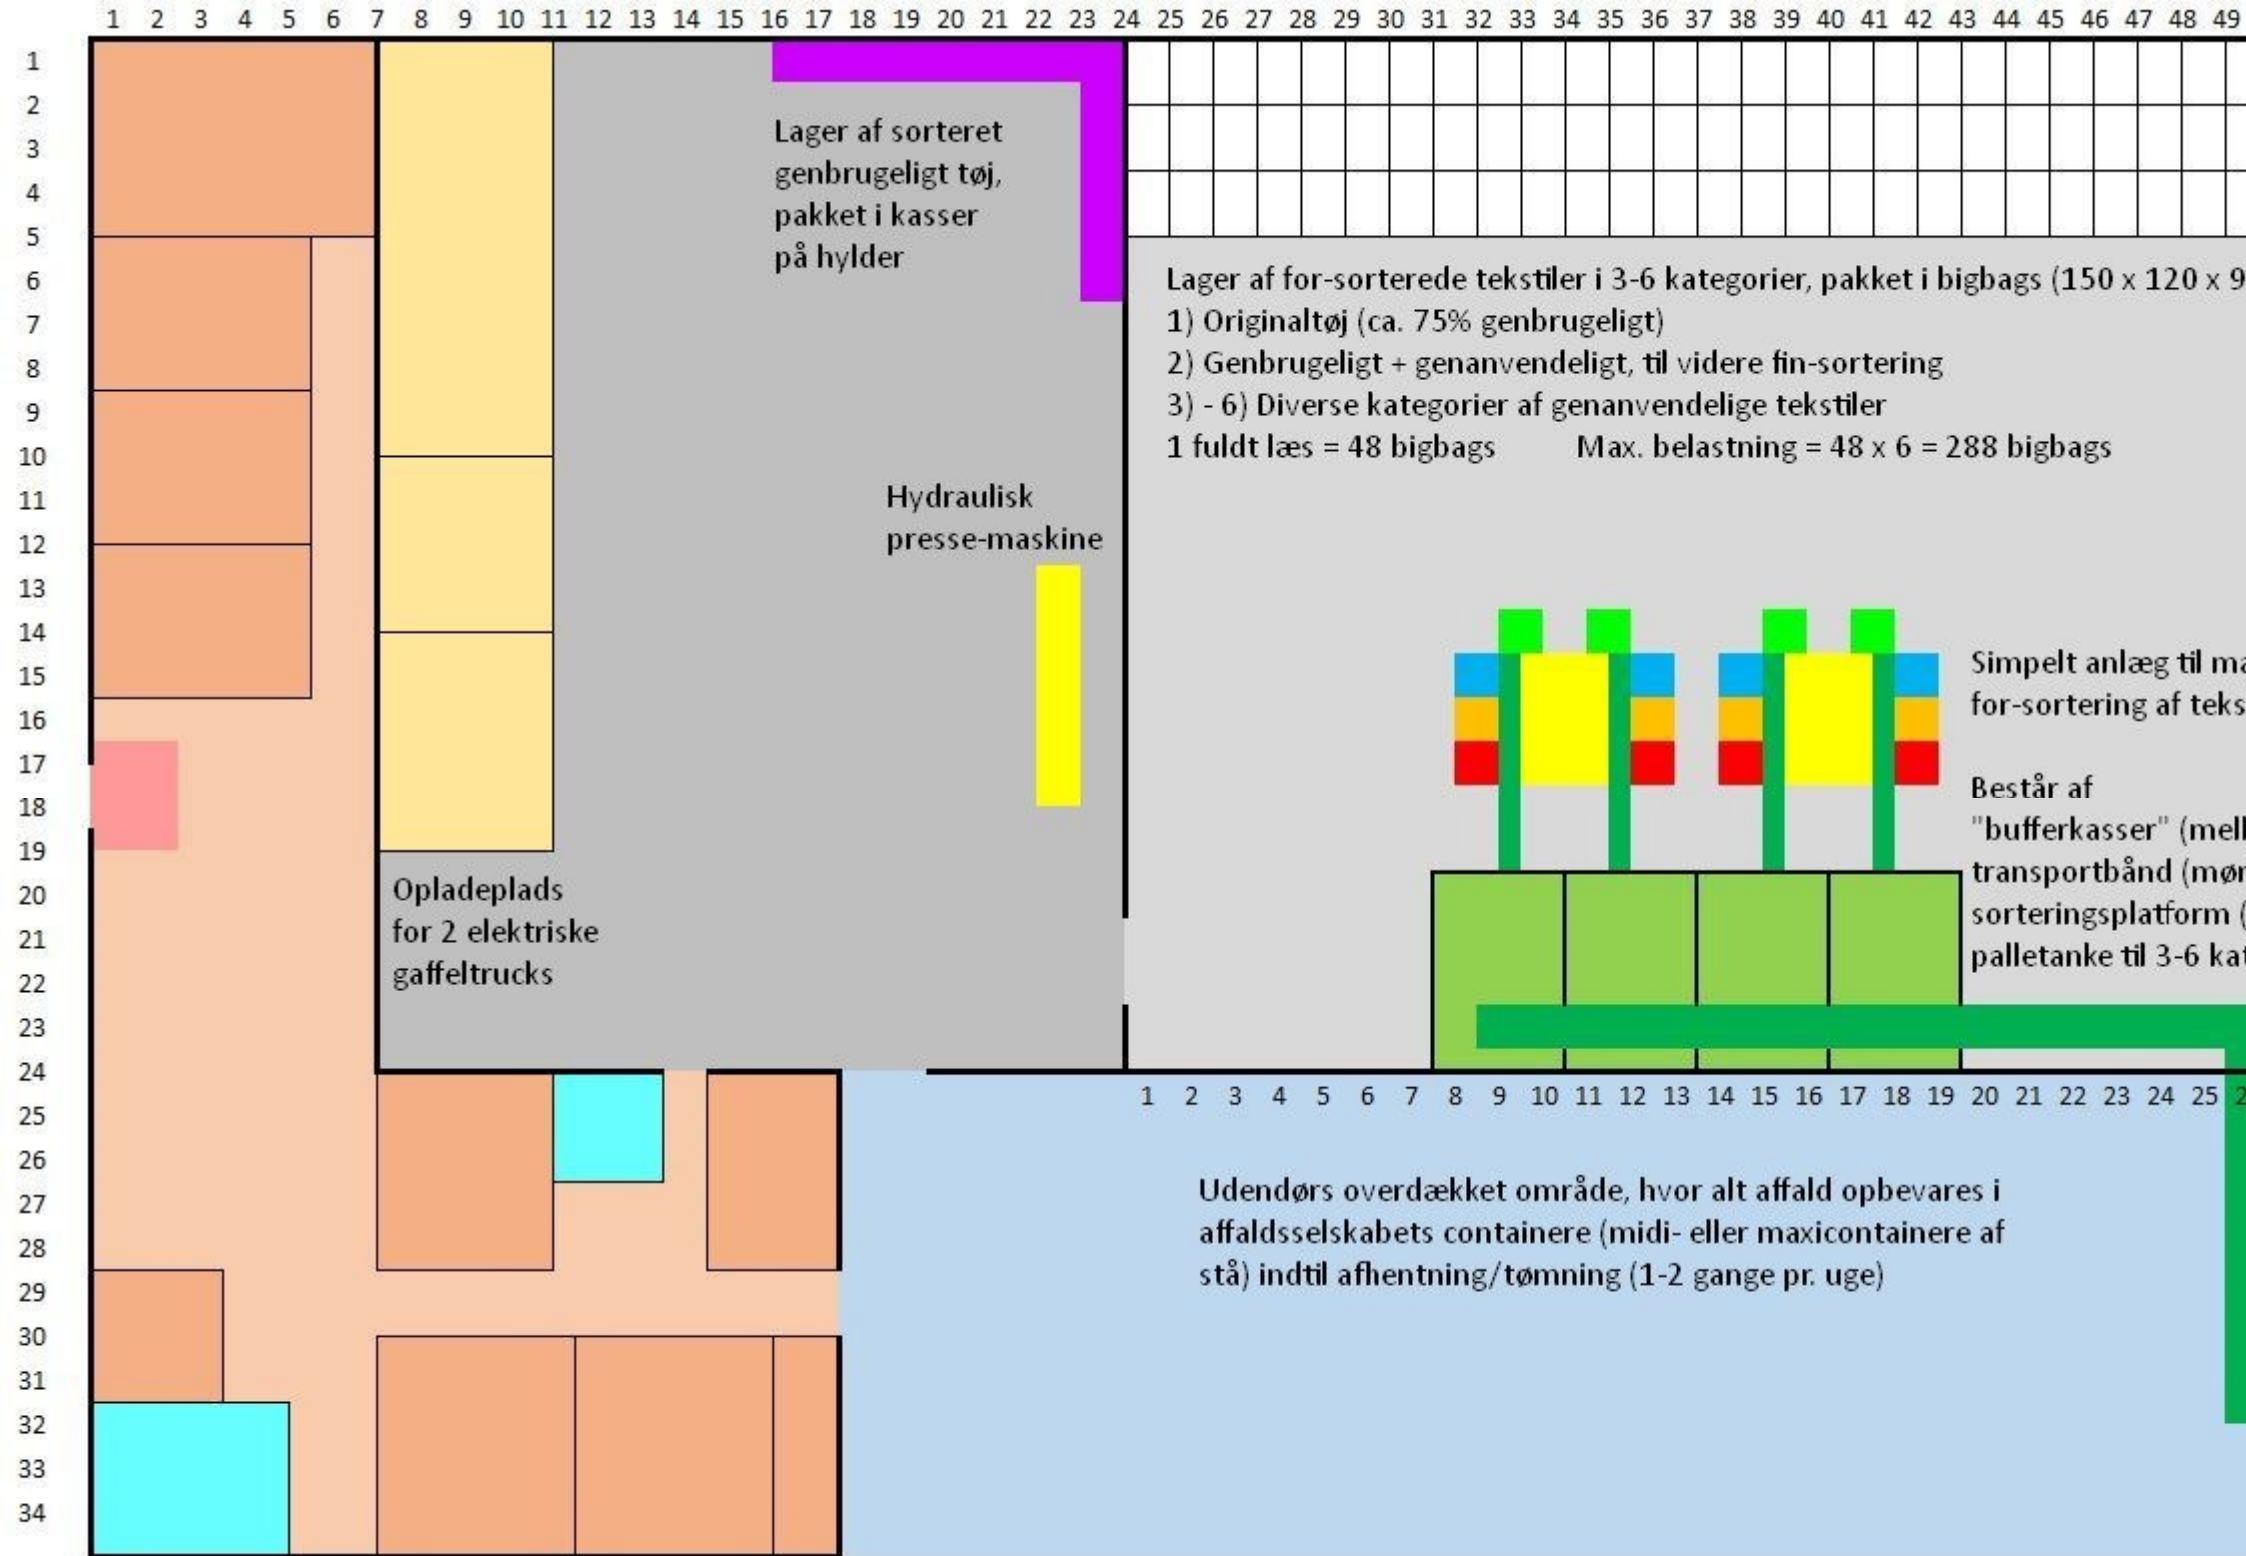 1 2 3 4 5 6 7 8 9 10 11 12 13 14 15 16 17 18 19 20 21 22 23 24 25 26 27 28 29 30 31 32 33 34 35 36 37 38 39 40 41 42 43 44 45 46 47 48 49
1
2
3
4
5
6
7
8
9
10
11
12
13
14
15
16
17
18
19
20
21
22
23
24
25
26
27
28
29
30
31
32
33
34
Lager af sorteret
genbrugeligt tøj,
pakket i kasser
på hylder
Hydraulisk
presse-maskine
Opladeplads
for 2 elektriske
gaffeltrucks
Lager af for-sorterede tekstiler i 3-6 kategorier, pakket i bigbags (150 x 120 x 9
1) Originaltøj (ca. 75% genbrugeligt)
2) Genbrugeligt + genanvendeligt, til videre fin-sortering
3) - 6) Diverse kategorier af genanvendelige tekstiler
1 fuldt læs = 48 bigbags Max. belastning = 48 x 6 = 288 bigbags
Simpelt anlæg til ma
for-sortering af teks
Består af
"bufferkasser" (mell
transportbånd (mør
sorteringsplatform (
palletanke til 3-6 kat
1 2 3 4 5 6 7 8 9 10 11 12 13 14 15 16 17 18 19 20 21 22 23 24 25 2
Udendørs overdækket område, hvor alt affald opbevares i
affaldsselskabets containere (midi- eller maxicontainere af
stå) indtil afhentning/tømning (1-2 gange pr. uge)